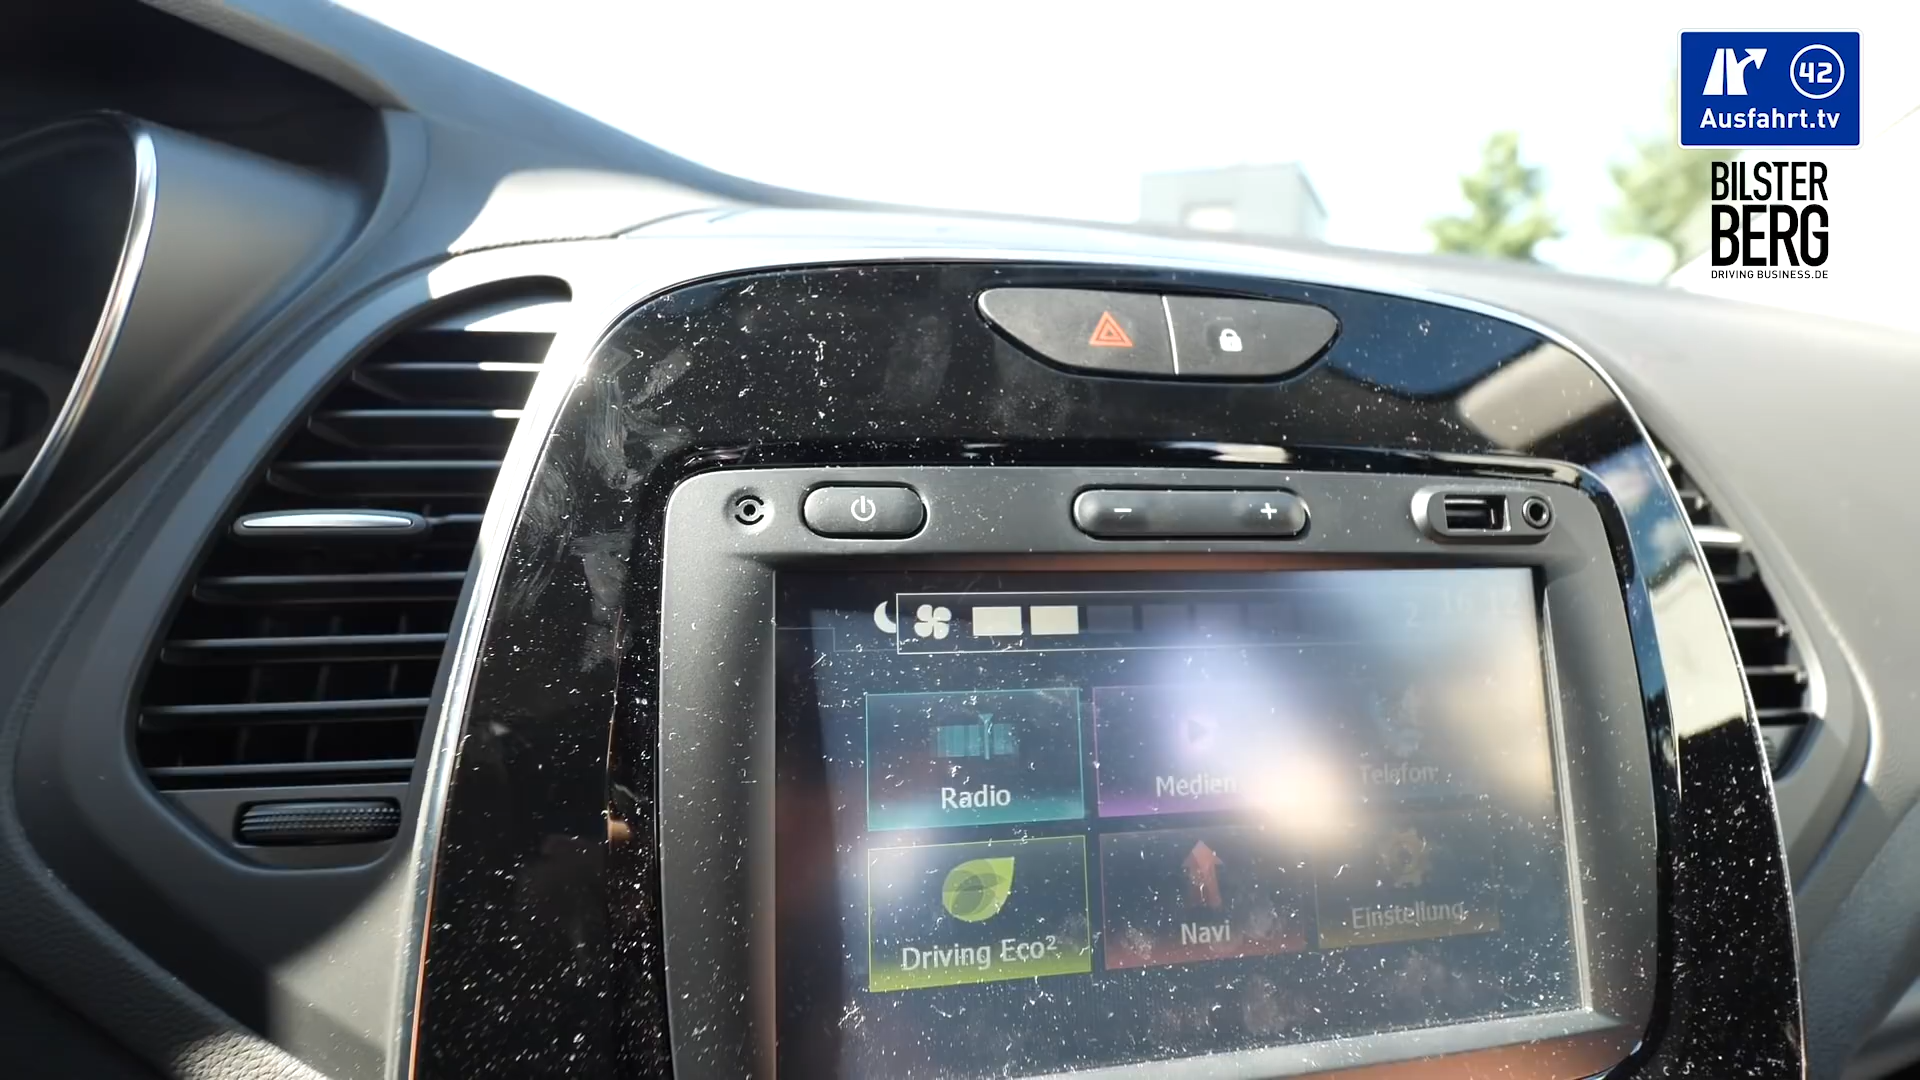 42
Ausfahrt.tv
BILSTER
BERG
DRIVING BUSINESS.DE
Radio
Medien
Telefon
Driving Eco²
Navi
Einstellung